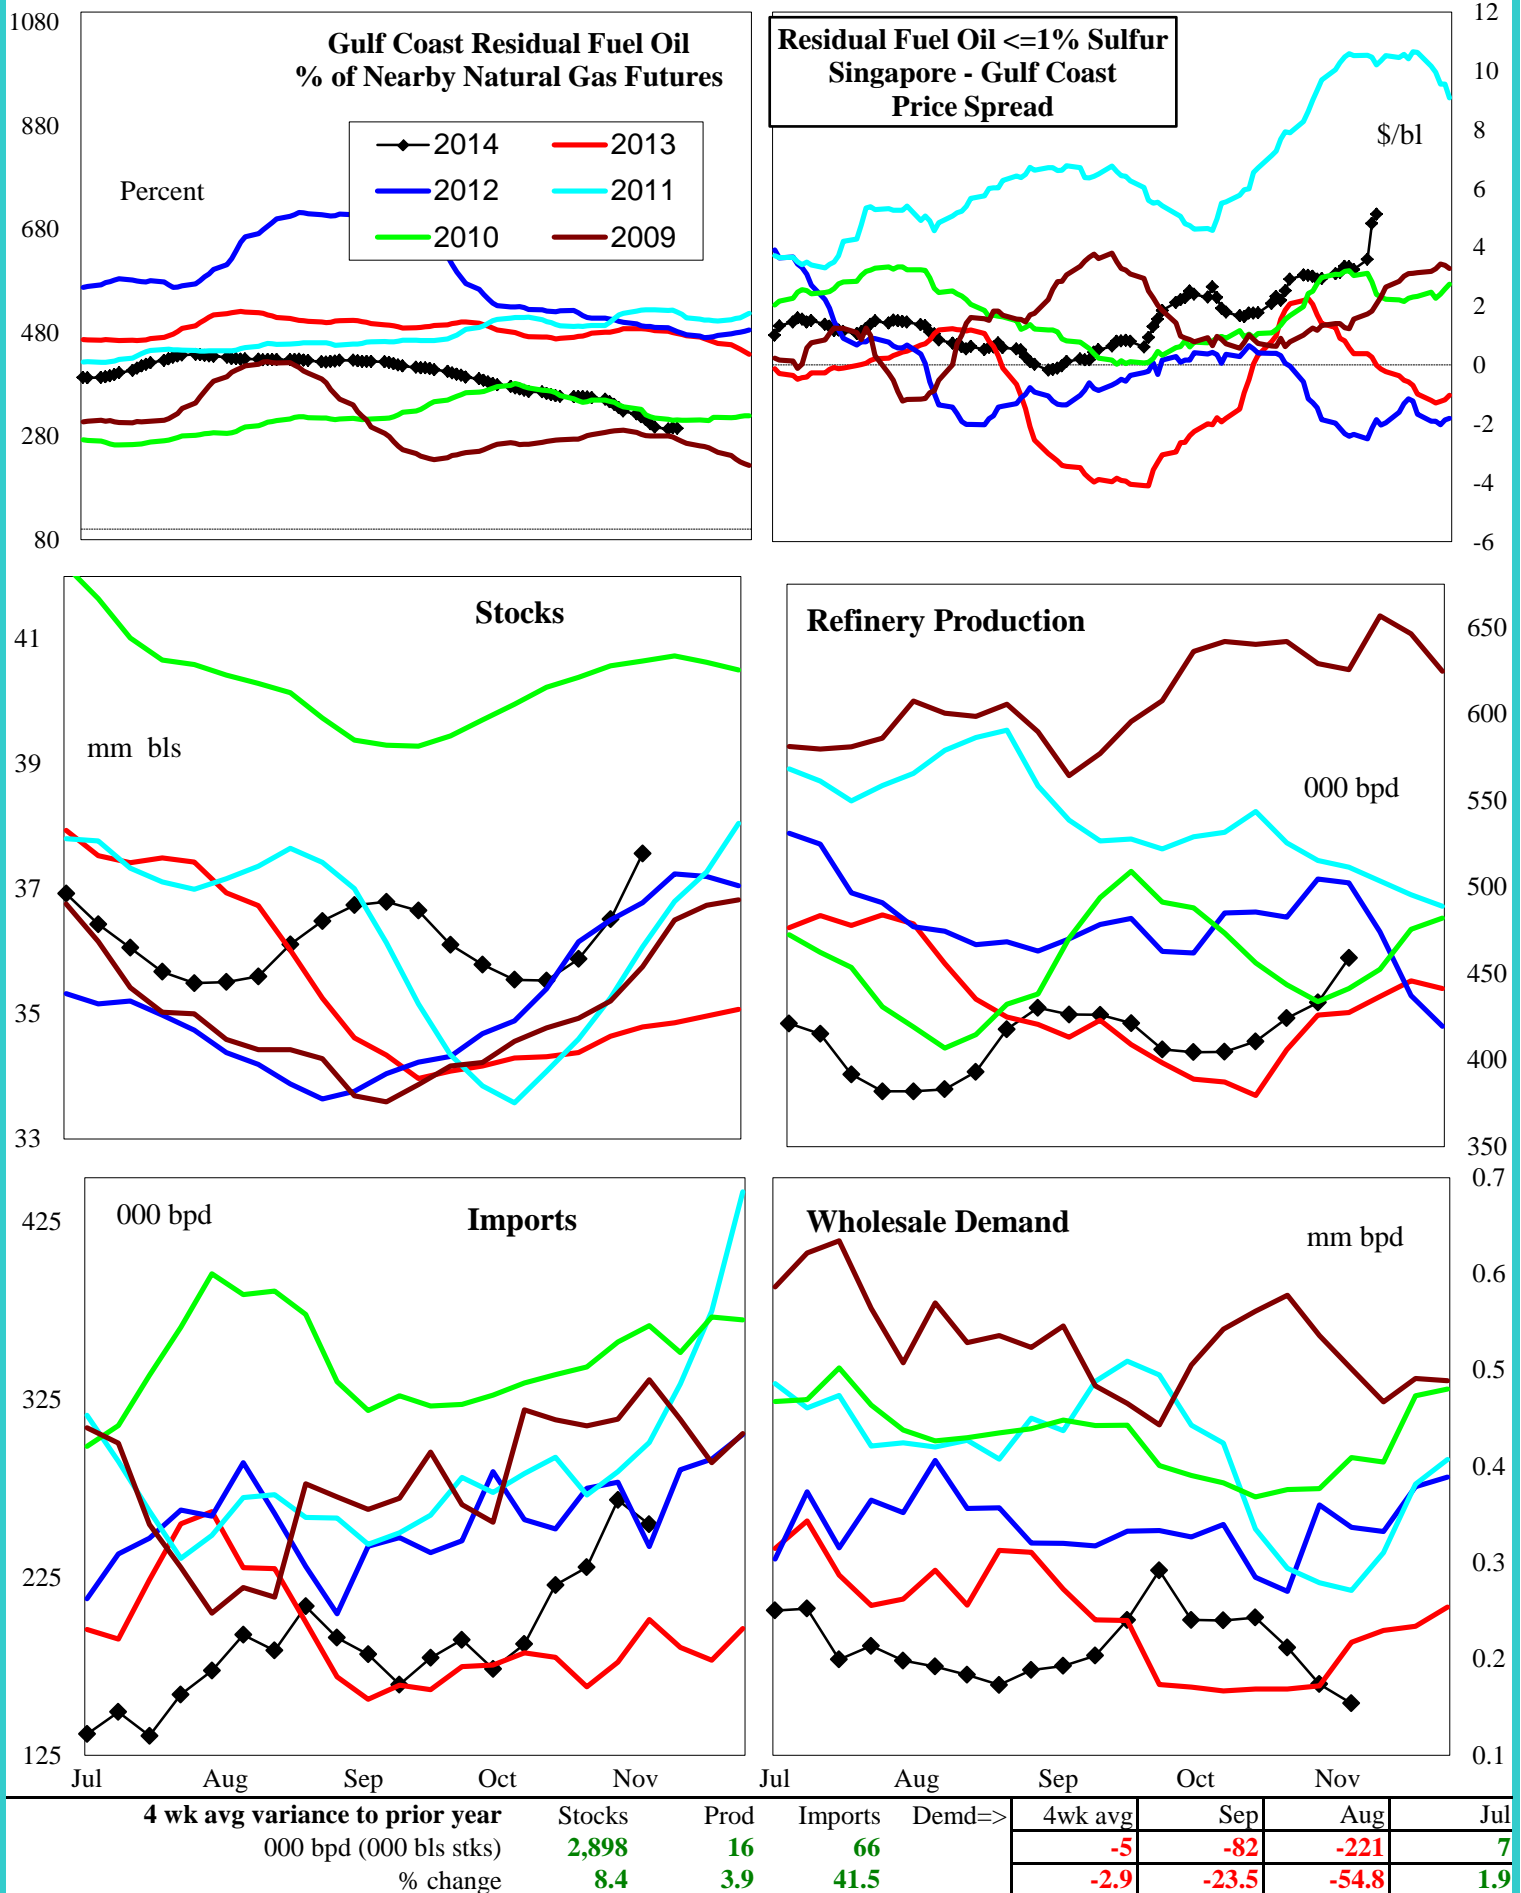 Gulf Coast Residual Fuel Oil
% of Nearby Natural Gas Futures
Percent
2014
2013
2012
2011
2010
2009
1080
880
680
480
280
80
Residual Fuel Oil <=1% Sulfur
Singapore - Gulf Coast
Price Spread
$/bl
12
10
8
6
4
2
0
-2
-4
-6
Stocks
mm bls
41
39
37
35
33
Refinery Production
000 bpd
650
600
550
500
450
400
350
Imports
000 bpd
425
325
225
125
Jul Aug Sep Oct Nov
Wholesale Demand
mm bpd
0.7
0.6
0.5
0.4
0.3
0.2
0.1
Jul Aug Sep Oct Nov
4 wk avg variance to prior year Stocks Prod Imports Demd=> 4wk avg Sep Aug Jul
000 bpd (000 bls stks) 2,898 16 66 -5 -82 -221 7
% change 8.4 3.9 41.5 -2.9 -23.5 -54.8 1.9